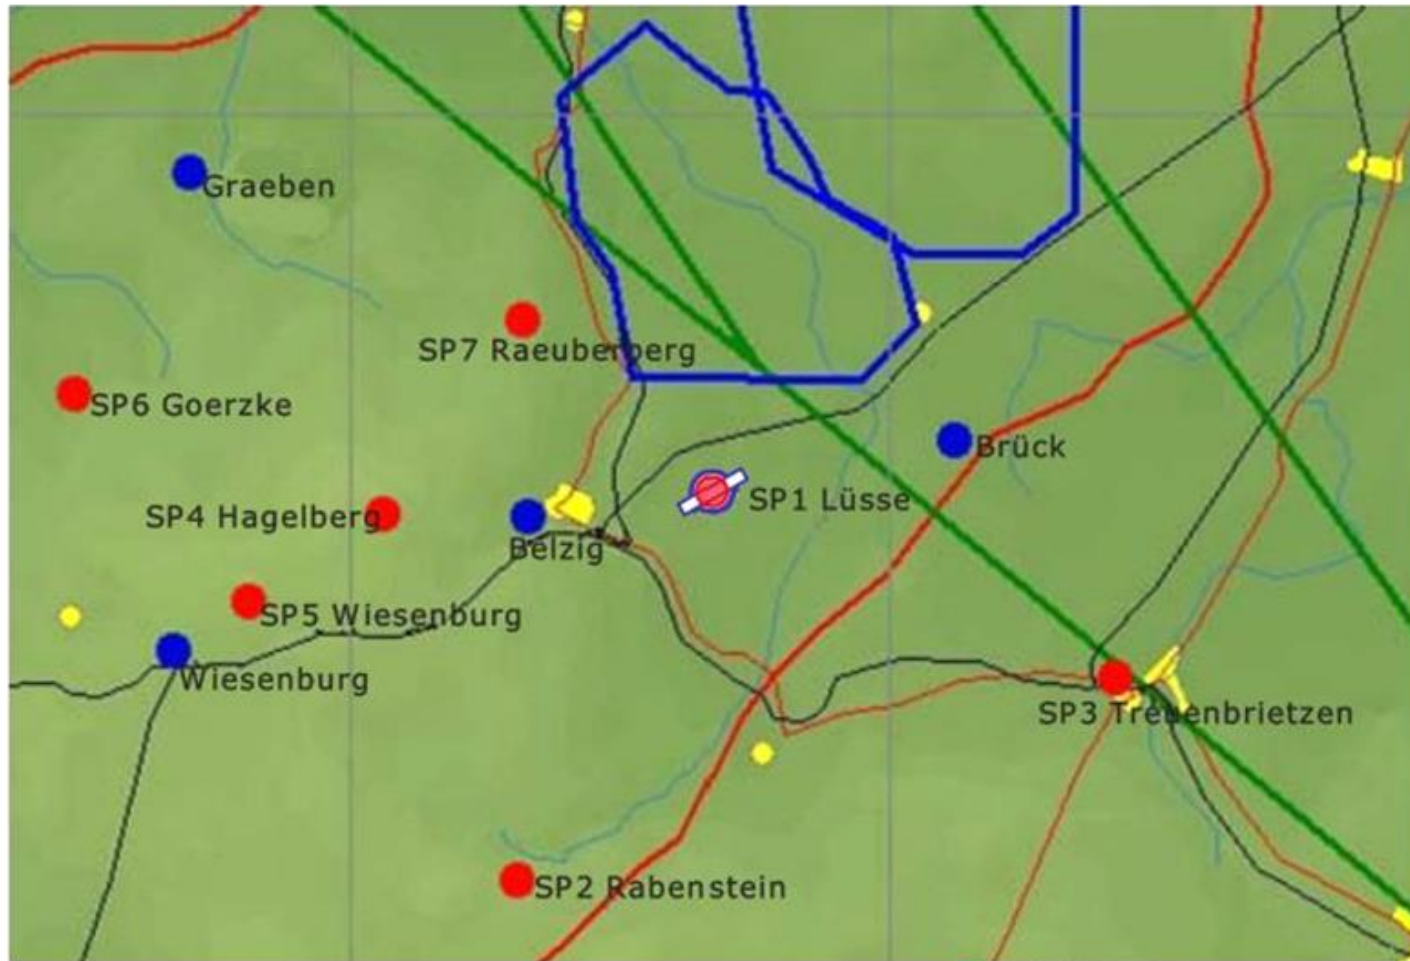 Graeben
SP7 Raeuberberg
SP6 Goerzke
Brück
SP1 Lüsse
SP4 Hagelberg
Belzig
SP5 Wiesenburg
Wiesenburg
SP3 Treuenbrietzen
SP2 Rabenstein